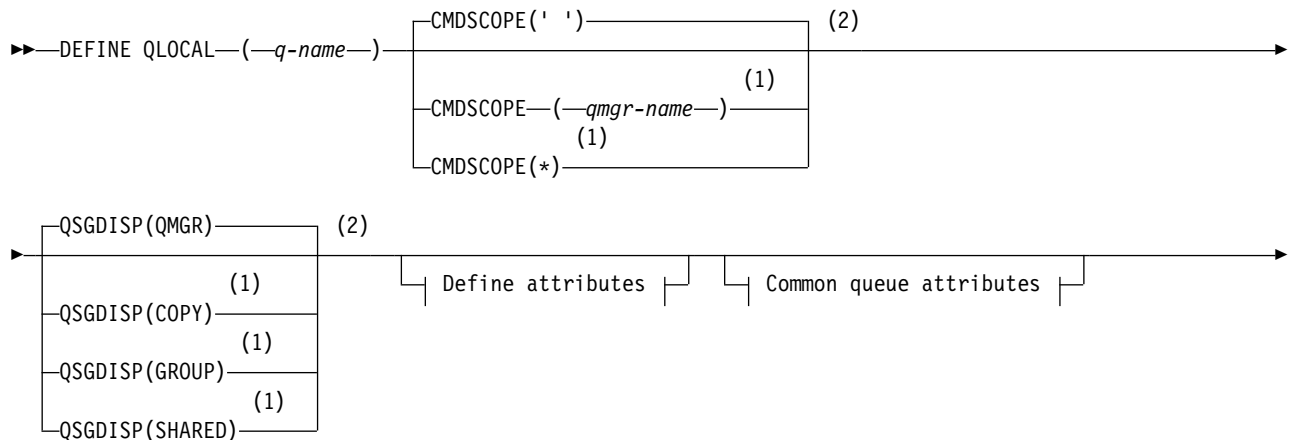 CMDSCOPE(' ') (2)
DEFINE QLOCAL ( q-name )
(1)
CMDSCOPE ( qmgr-name )
(1)
CMDSCOPE(*)
QSGDISP(QMGR) (2)
Define attributes Common queue attributes
(1)
QSGDISP(COPY)
(1)
QSGDISP(GROUP)
(1)
QSGDISP(SHARED)